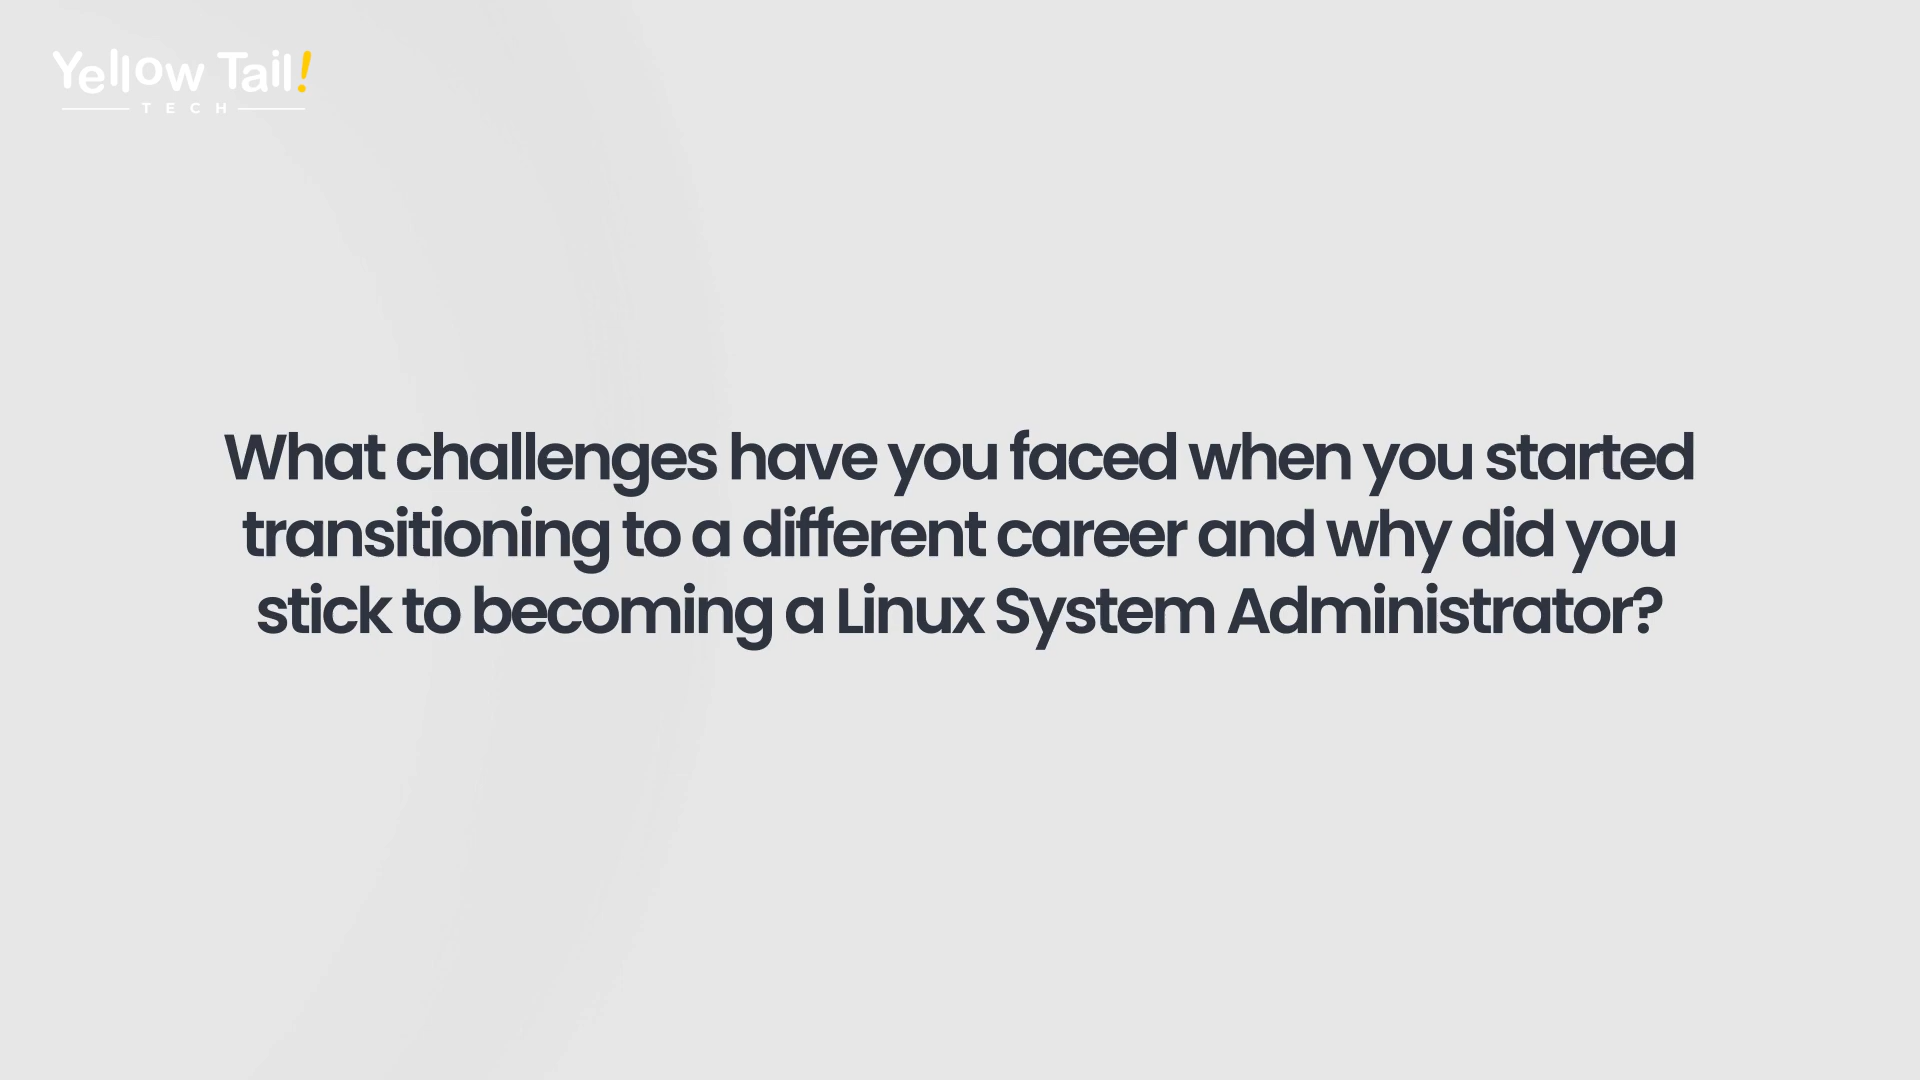 Yellow Tail!
TECH
What challenges have you faced when you started
transitioning to a different career and why did you
stick to becoming a Linux System Administrator?